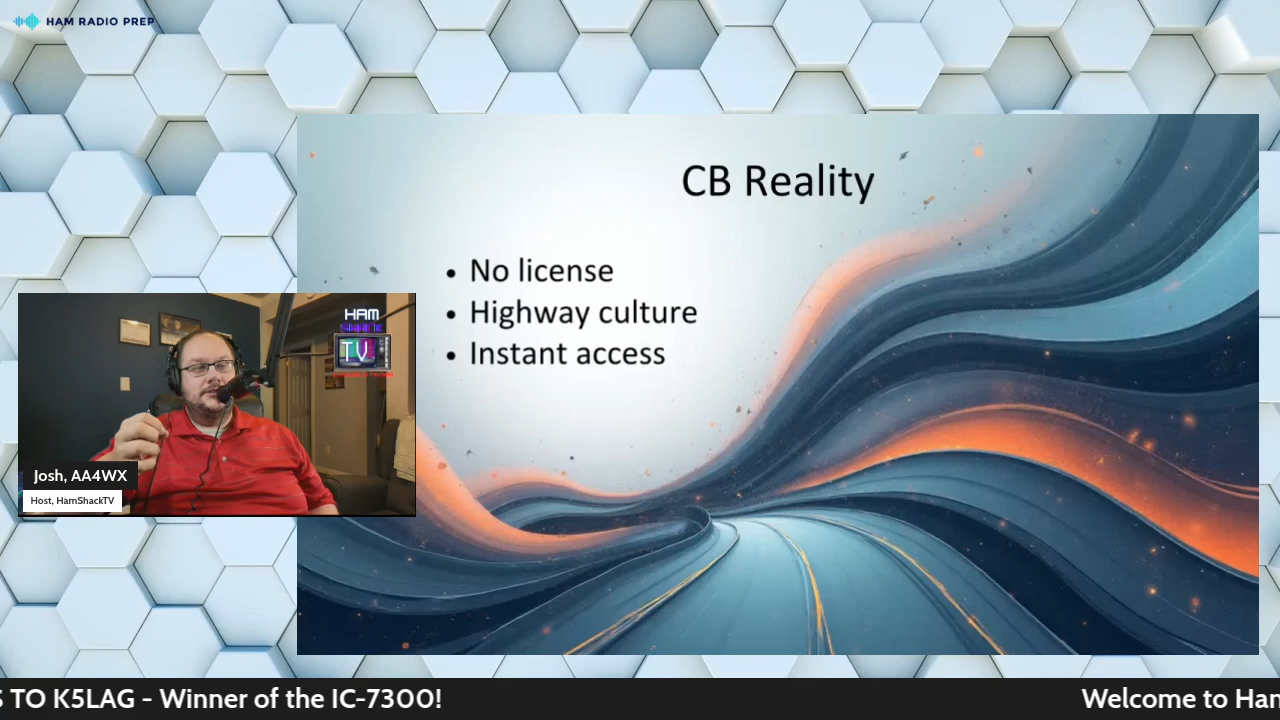 HAM RADIO PREP
CB Reality
• No license
• Highway culture
• Instant access
HAM
SHACK
TV
Josh, AA4WX
Host, HamShackTV
S TO K5LAG - Winner of the IC-7300!
Welcome to Ham